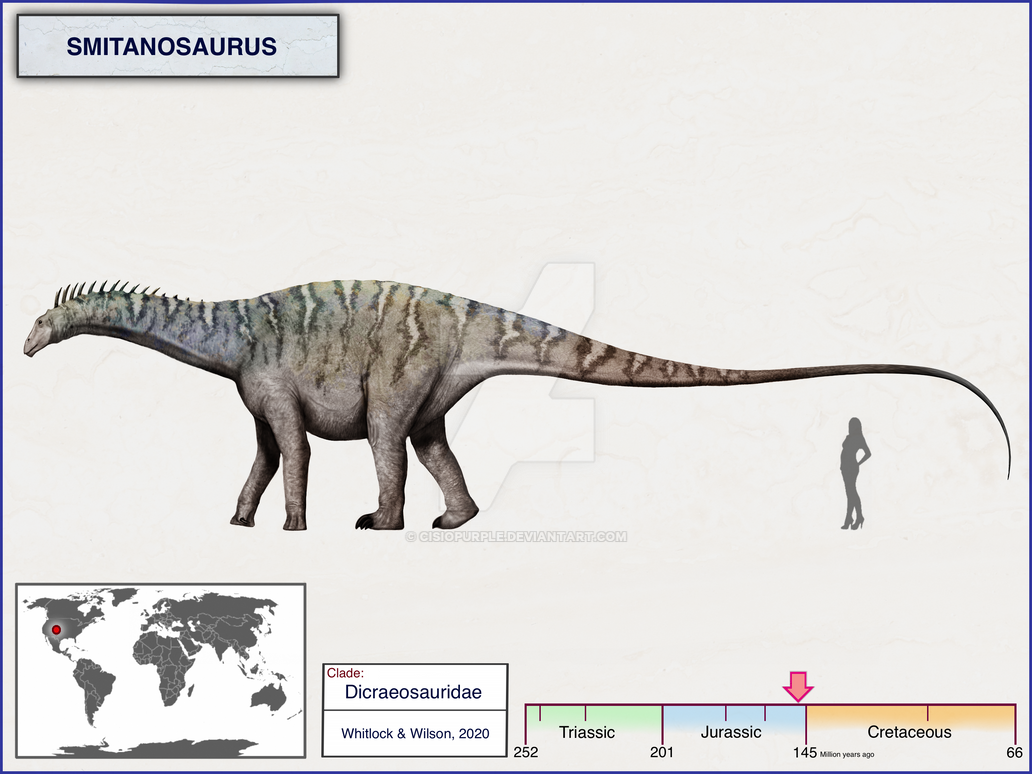 SMITANOSAURUS
© CISIOPURPLE.DEVIANTART.COM
Clade:
Dicraeosauridae
Whitlock & Wilson, 2020
Triassic Jurassic Cretaceous
252 201 145 Million years ago 66